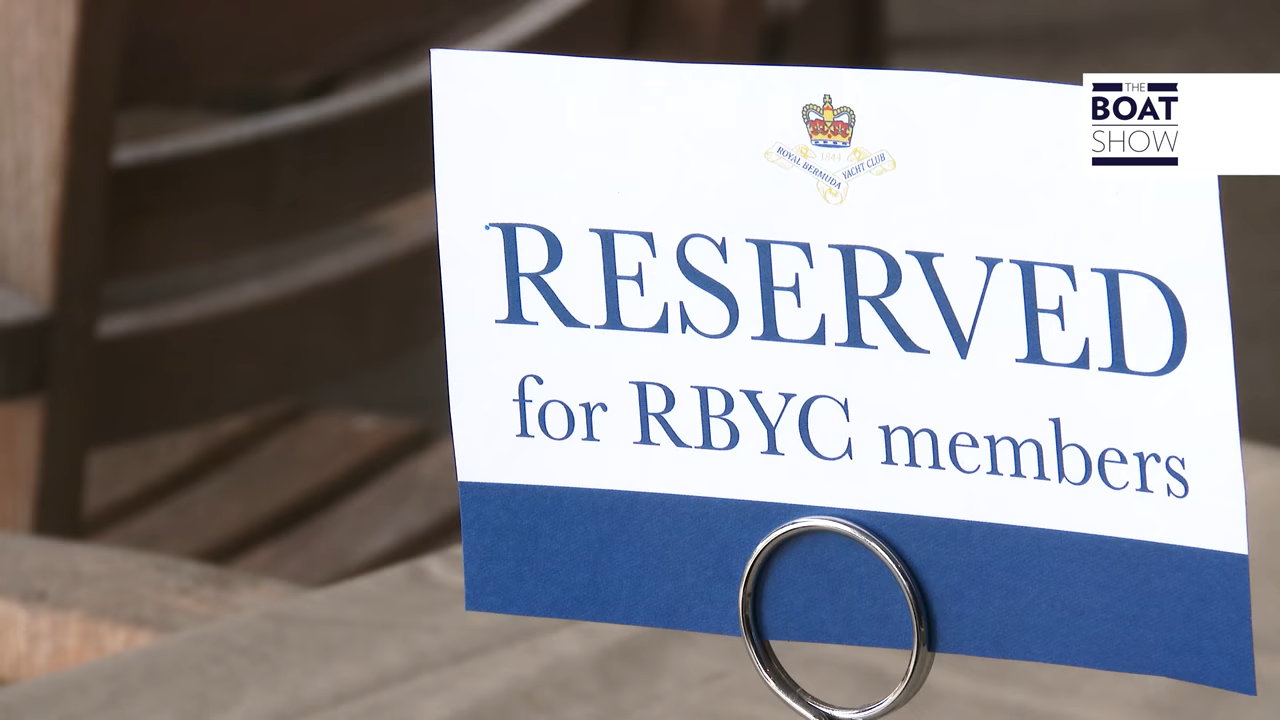 1844
ROYAL BERMUDA YACHT CLUB
RESERVED
for RBYC members
THE
BOAT
SHOW